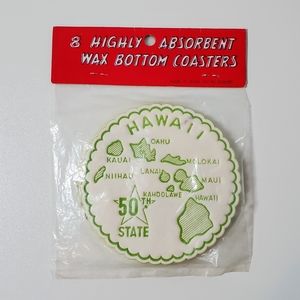 8 HIGHLY ABSORBENT
WAX BOTTOM COASTERS
HAWAII
OAHU
KAUAI
MOLOKAI
LANAI
NIIHAU
MAUI
KAHOOLAWE
HAWAII
50TH
STATE